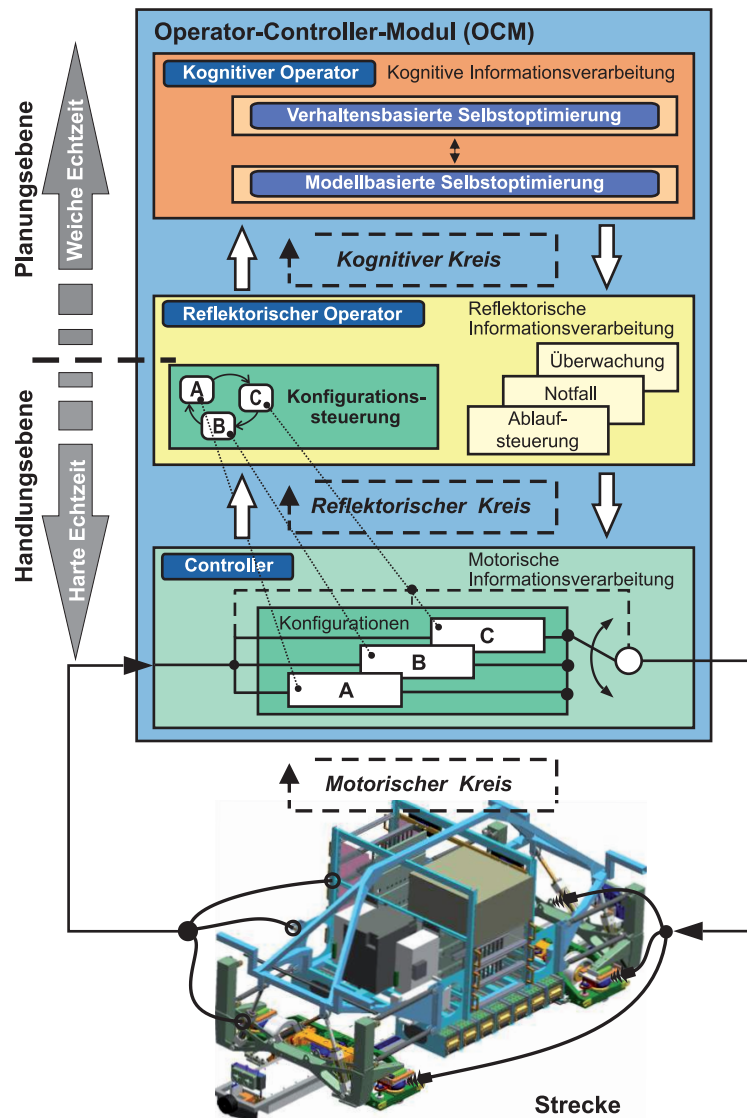 Operator-Controller-Modul (OCM)
Kognitiver Operator
Kognitive Informationsverarbeitung
Verhaltensbasierte Selbstoptimierung
Modellbasierte Selbstoptimierung
Planungsebene
Weiche Echtzeit
Kognitiver Kreis
Reflektorischer Operator
Reflektorische
Informationsverarbeitung
Überwachung
Notfall
Ablauf-
steuerung
A
C
B
Konfigurations-
steuerung
Handlungsebene
Harte Echtzeit
Reflektorischer Kreis
Controller
Motorische
Informationsverarbeitung
Konfigurationen
C
B
A
Motorischer Kreis
Strecke